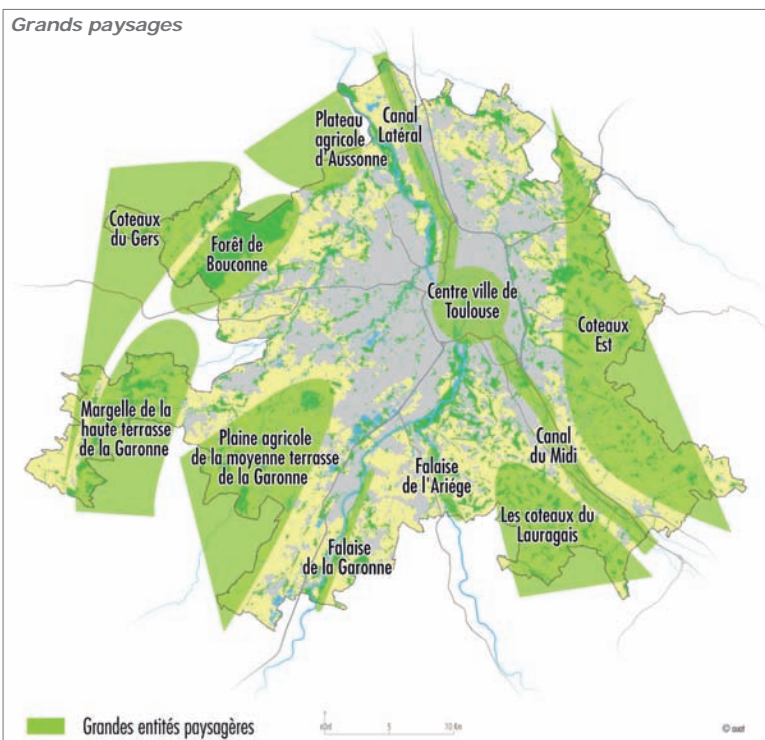 Grands paysages
Plateau
agricole
d'Aussonne
Canal
Latéral
Coteaux
du Gers
Forêt de
Bouconne
Centre ville de
Toulouse
Coteaux
Est
Margelle de la
haute terrasse
de la Garonne
Plaine agricole
de la moyenne terrasse
de la Garonne
Canal
du Midi
Falaise
de l'Ariége
Les coteaux du
Lauragais
Falaise
de la Garonne
Grandes entités paysagères
5
10 Km